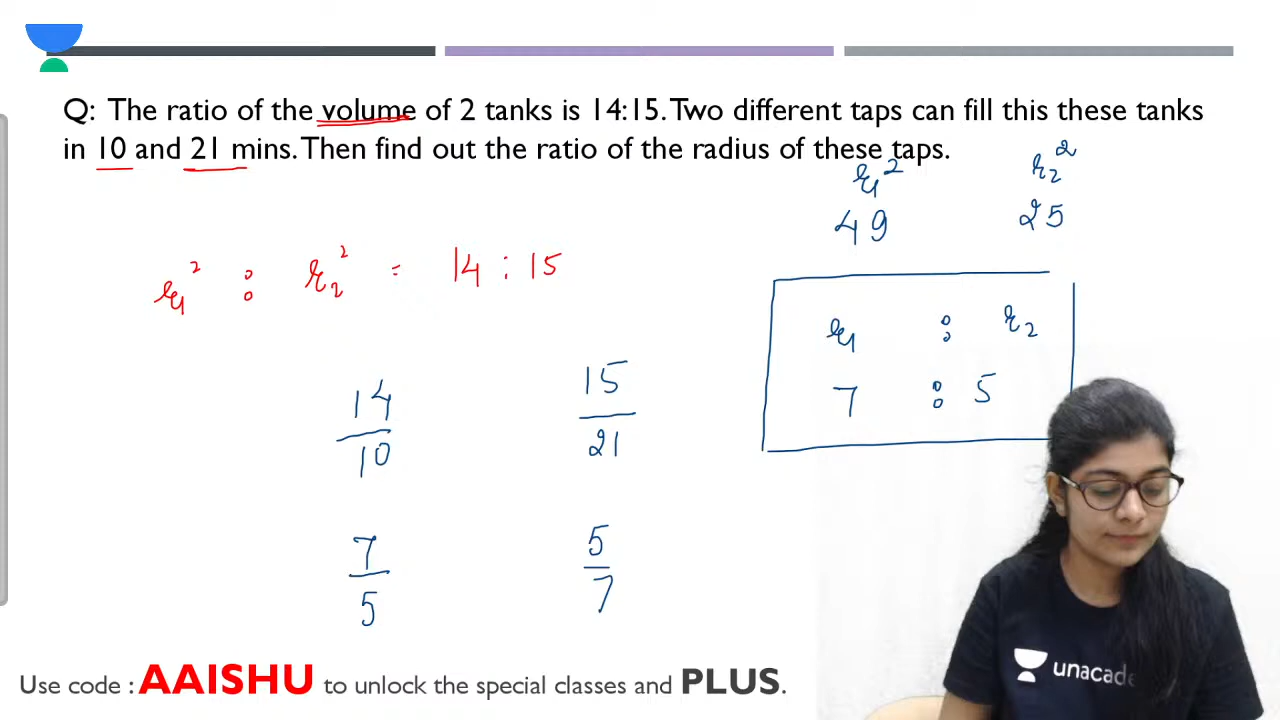 Q: The ratio of the volume of 2 tanks is 14:15. Two different taps can fill this these tanks
in 10 and 21 mins. Then find out the ratio of the radius of these taps.
r₁² r₂²
49 25
r₁² : r₂² = 14 : 15
r₁ : r₂
7 : 5
14/10 15/21
7/5 5/7
unacade
Use code : AAISHU to unlock the special classes and PLUS.